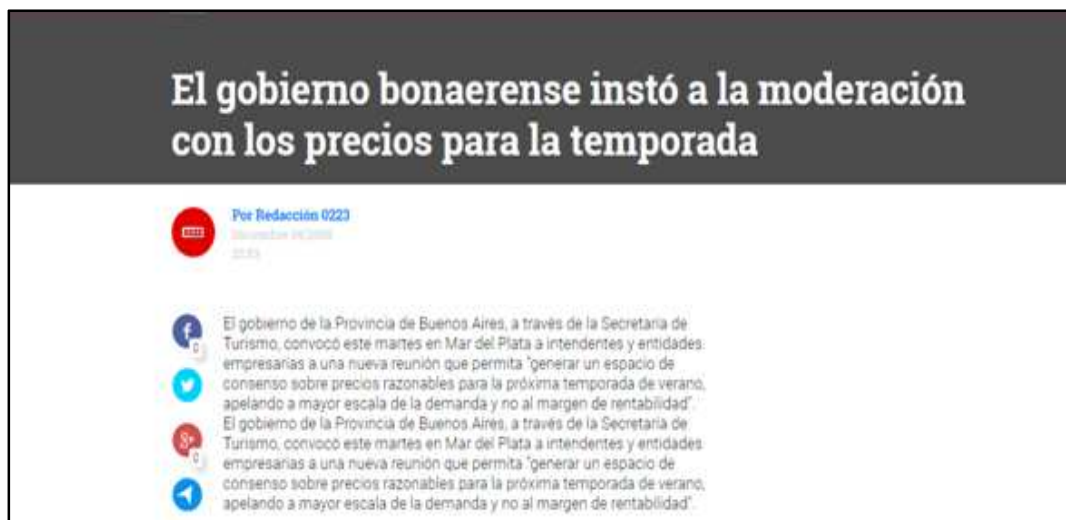 El gobierno bonaerense instó a la moderación
con los precios para la temporada
Por Redacción 0223
El gobierno de la Provincia de Buenos Aires, a través de la Secretaría de
Turismo, convocó este martes en Mar del Plata a intendentes y entidades
empresarias a una nueva reunión que permita "generar un espacio de
consenso sobre precios razonables para la próxima temporada de verano,
apelando a mayor escala de la demanda y no al margen de rentabilidad".
El gobierno de la Provincia de Buenos Aires, a través de la Secretaría de
Turismo, convocó este martes en Mar del Plata a intendentes y entidades
empresarias a una nueva reunión que permita "generar un espacio de
consenso sobre precios razonables para la próxima temporada de verano,
apelando a mayor escala de la demanda y no al margen de rentabilidad".
0
0